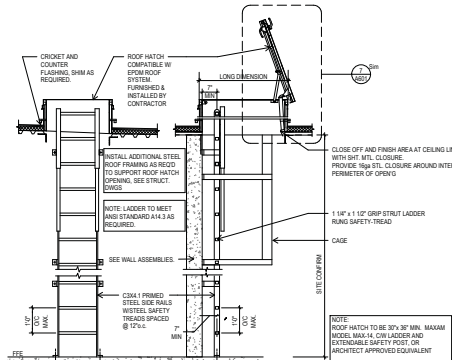 CRICKET AND
COUNTER
FLASHING, SHIM AS
REQUIRED.
ROOF HATCH
COMPATIBLE W/
EPDM ROOF
SYSTEM.
FURNISHED &
INSTALLED BY
CONTRACTOR
LONG DIMENSION
7"
MIN
7
A601
Sim
INSTALL ADDITIONAL STEEL
ROOF FRAMING AS REQ'D
TO SUPPORT ROOF HATCH
OPENING, SEE STRUCT.
DWGS
NOTE: LADDER TO MEET
ANSI STANDARD A14.3 AS
REQUIRED.
SEE WALL ASSEMBLIES.
CLOSE OFF AND FINISH AREA AT CEILING LI
WITH SHT. MTL. CLOSURE.
PROVIDE 16ga STL. CLOSURE AROUND INTE
PERIMETER OF OPEN'G
1 1/4" x 1 1/2" GRIP STRUT LADDER
RUNG SAFETY-TREAD
CAGE
SITE CONFIRM
C3X4.1 PRIMED
STEEL SIDE RAILS
W/STEEL SAFETY
TREADS SPACED
@ 12"o.c.
1'0"
O/C
MAX.
7"
MIN
1'0"
O/C
MAX.
NOTE:
ROOF HATCH TO BE 30"x 36" MIN. MAXAM
MODEL MAX-14, C/W LADDER AND
EXTENDABLE SAFETY POST, OR
ARCHITECT APPROVED EQUIVALENT
FFE